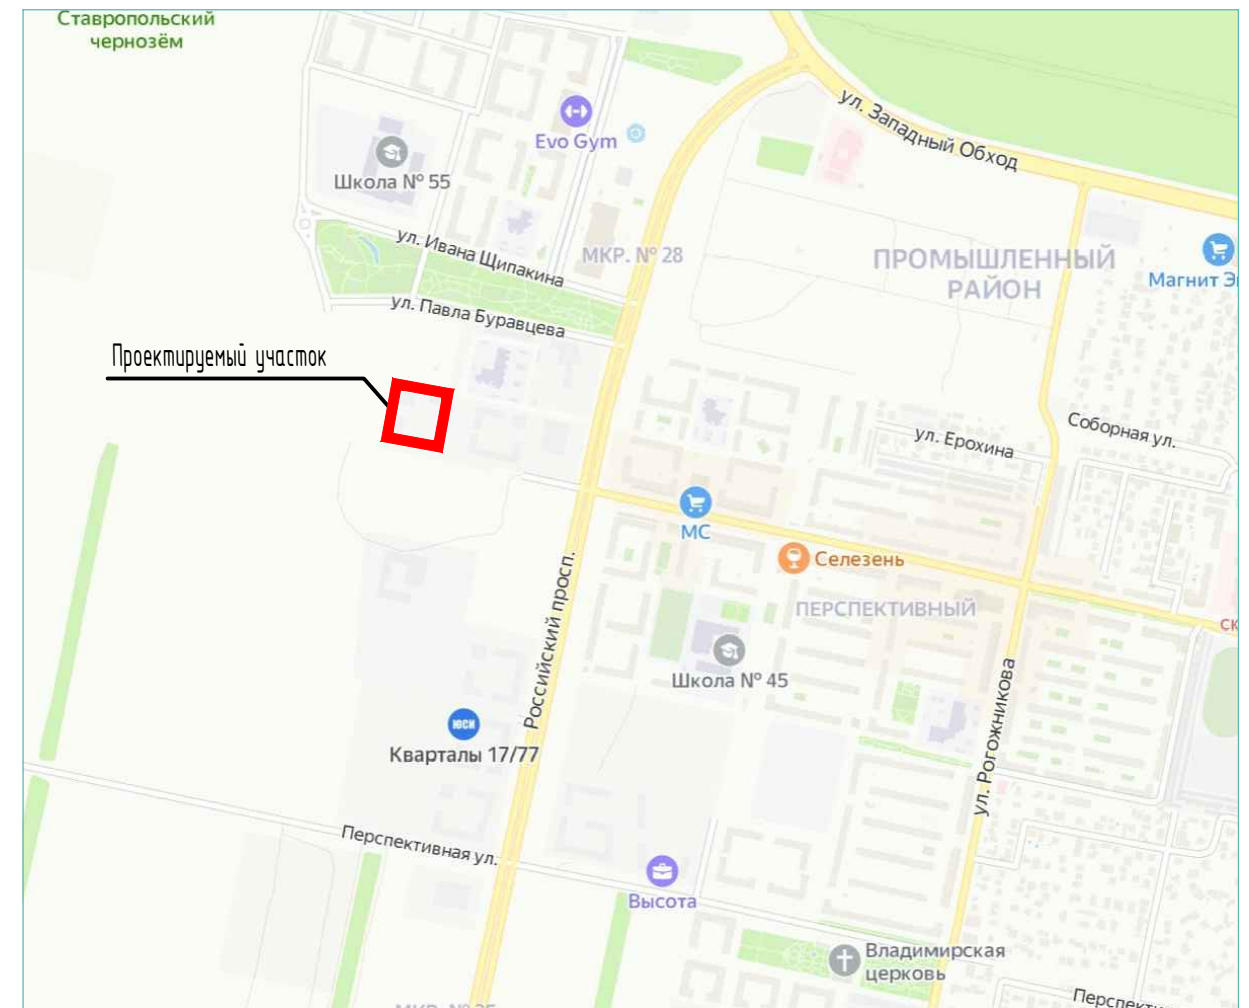 Ставропольский
чернозём
ул. Западный Обход
Evo Gym
Школа № 55
ул. Ивана Щипакина
МКР. № 28
ПРОМЫШЛЕННЫЙ
РАЙОН
Магнит Э
ул. Павла Буравцева
Проектируемый участок
Соборная ул.
ул. Ерохина
МС
Селезень
Российский просп.
ПЕРСПЕКТИВНЫЙ
СК
Школа № 45
ул. Рогожникова
ЮСИ
Кварталы 17/77
Перспективная ул.
Высота
Владимирская
церковь